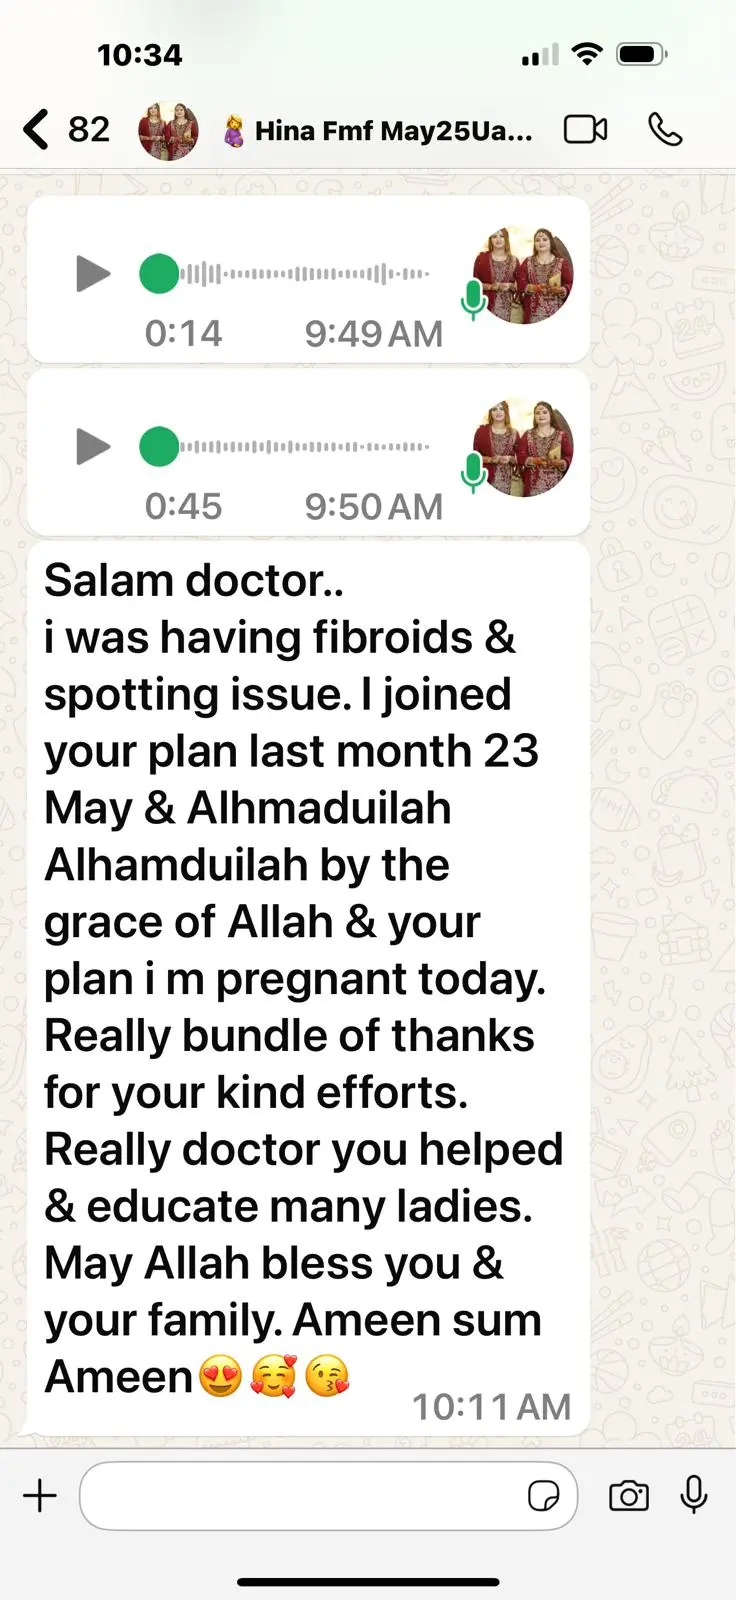 10:34
82
🤰 Hina Fmf May25Ua...
0:14 9:49 AM
0:45 9:50 AM
Salam doctor..
i was having fibroids &
spotting issue. I joined
your plan last month 23
May & Alhmaduilah
Alhamduilah by the
grace of Allah & your
plan i m pregnant today.
Really bundle of thanks
for your kind efforts.
Really doctor you helped
& educate many ladies.
May Allah bless you &
your family. Ameen sum
Ameen😍🥰😘
10:11 AM